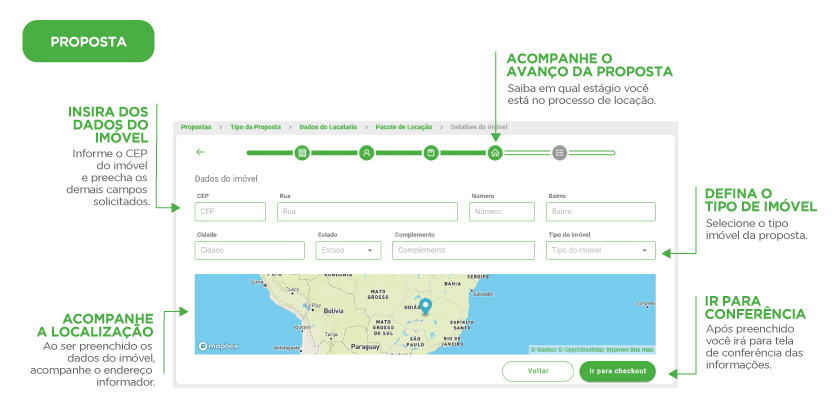 PROPOSTA
ACOMPANHE O
AVANÇO DA PROPOSTA
Saiba em qual estágio você
está no processo de locação.
INSIRA DOS
DADOS DO
IMÓVEL
Informe o CEP
do imóvel
e preecha os
demais campos
solicitados.
Propostas > Tipo da Proposta > Dados do Locatario > Pacote de Locação > Detalhes do imóvel
Dados do imóvel
CEP Rua Número Bairro
CEP Rua Número Bairro
Cidade Estado Complemento Tipo do imóvel
Cidade Estado Complemento Tipo do imóvel
DEFINA O
TIPO DE IMÓVEL
Selecione o tipo
imóvel da proposta.
ACOMPANHE
A LOCALIZAÇÃO
Ao ser preenchido os
dados do imóvel,
acompanhe o endereço
informador.
RONDÔNIA
SERGIPE
BAHIA
Lima
Cusco
MATO
GROSSO
Salvador
La Paz
Bolivia
GOIÁS
Iquique
MATO
GROSSO
DO SUL
ESPÍRITO
SANTO
Tarija
SÃO
PAULO
RIO DE
JANEIRO
Antofagasta
Paraguay
mapbox
© Mapbox © OpenStreetMap Improve this map
IR PARA
CONFERÊNCIA
Após preenchido
você irá para tela
de conferência das
informações.
Voltar
Ir para checkout